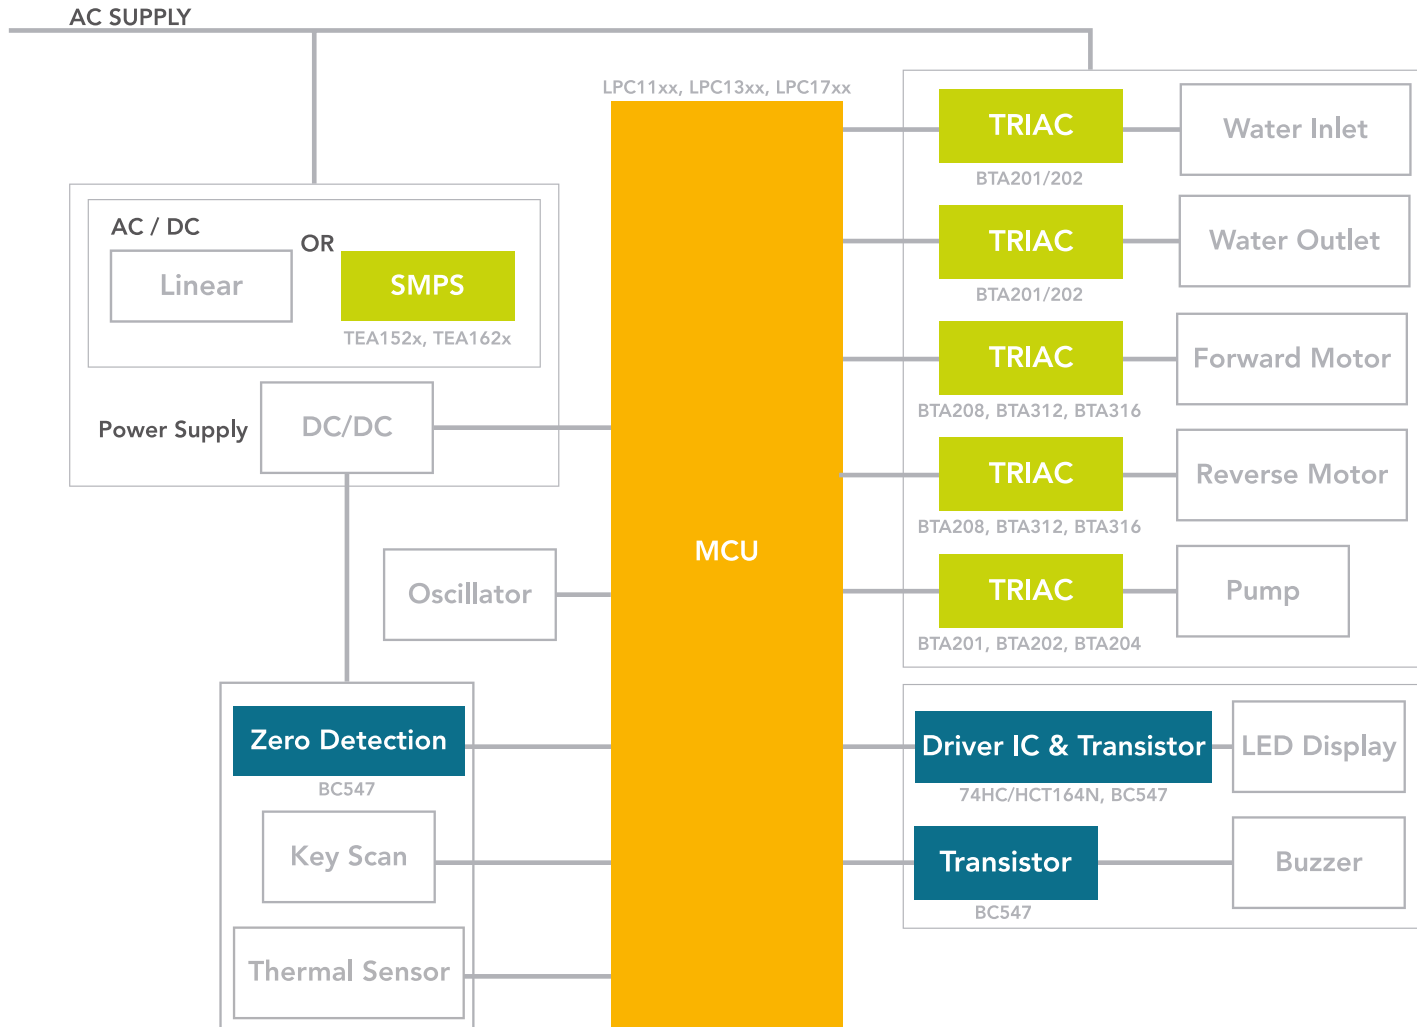 AC SUPPLY
LPC11xx, LPC13xx, LPC17xx
AC / DC
OR
Linear
SMPS
TEA152x, TEA162x
Power Supply
DC/DC
Oscillator
Zero Detection
BC547
Key Scan
Thermal Sensor
MCU
TRIAC
BTA201/202
Water Inlet
TRIAC
BTA201/202
Water Outlet
TRIAC
BTA208, BTA312, BTA316
Forward Motor
TRIAC
BTA208, BTA312, BTA316
Reverse Motor
TRIAC
BTA201, BTA202, BTA204
Pump
Driver IC & Transistor
74HC/HCT164N, BC547
LED Display
Transistor
BC547
Buzzer